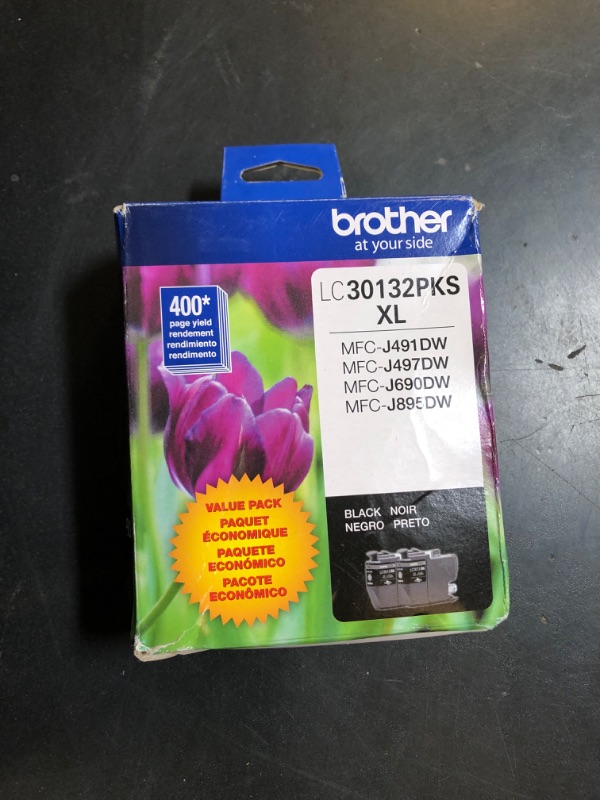 brother
at your side
LC30132PKS
XL
MFC-J491DW
MFC-J497DW
MFC-J690DW
MFC-J895DW
400*
page yield
rendement
rendimiento
rendimento
VALUE PACK
PAQUET
ÉCONOMIQUE
PAQUETE
ECONÓMICO
PACOTE
ECONÔMICO
BLACK NOIR
NEGRO PRETO